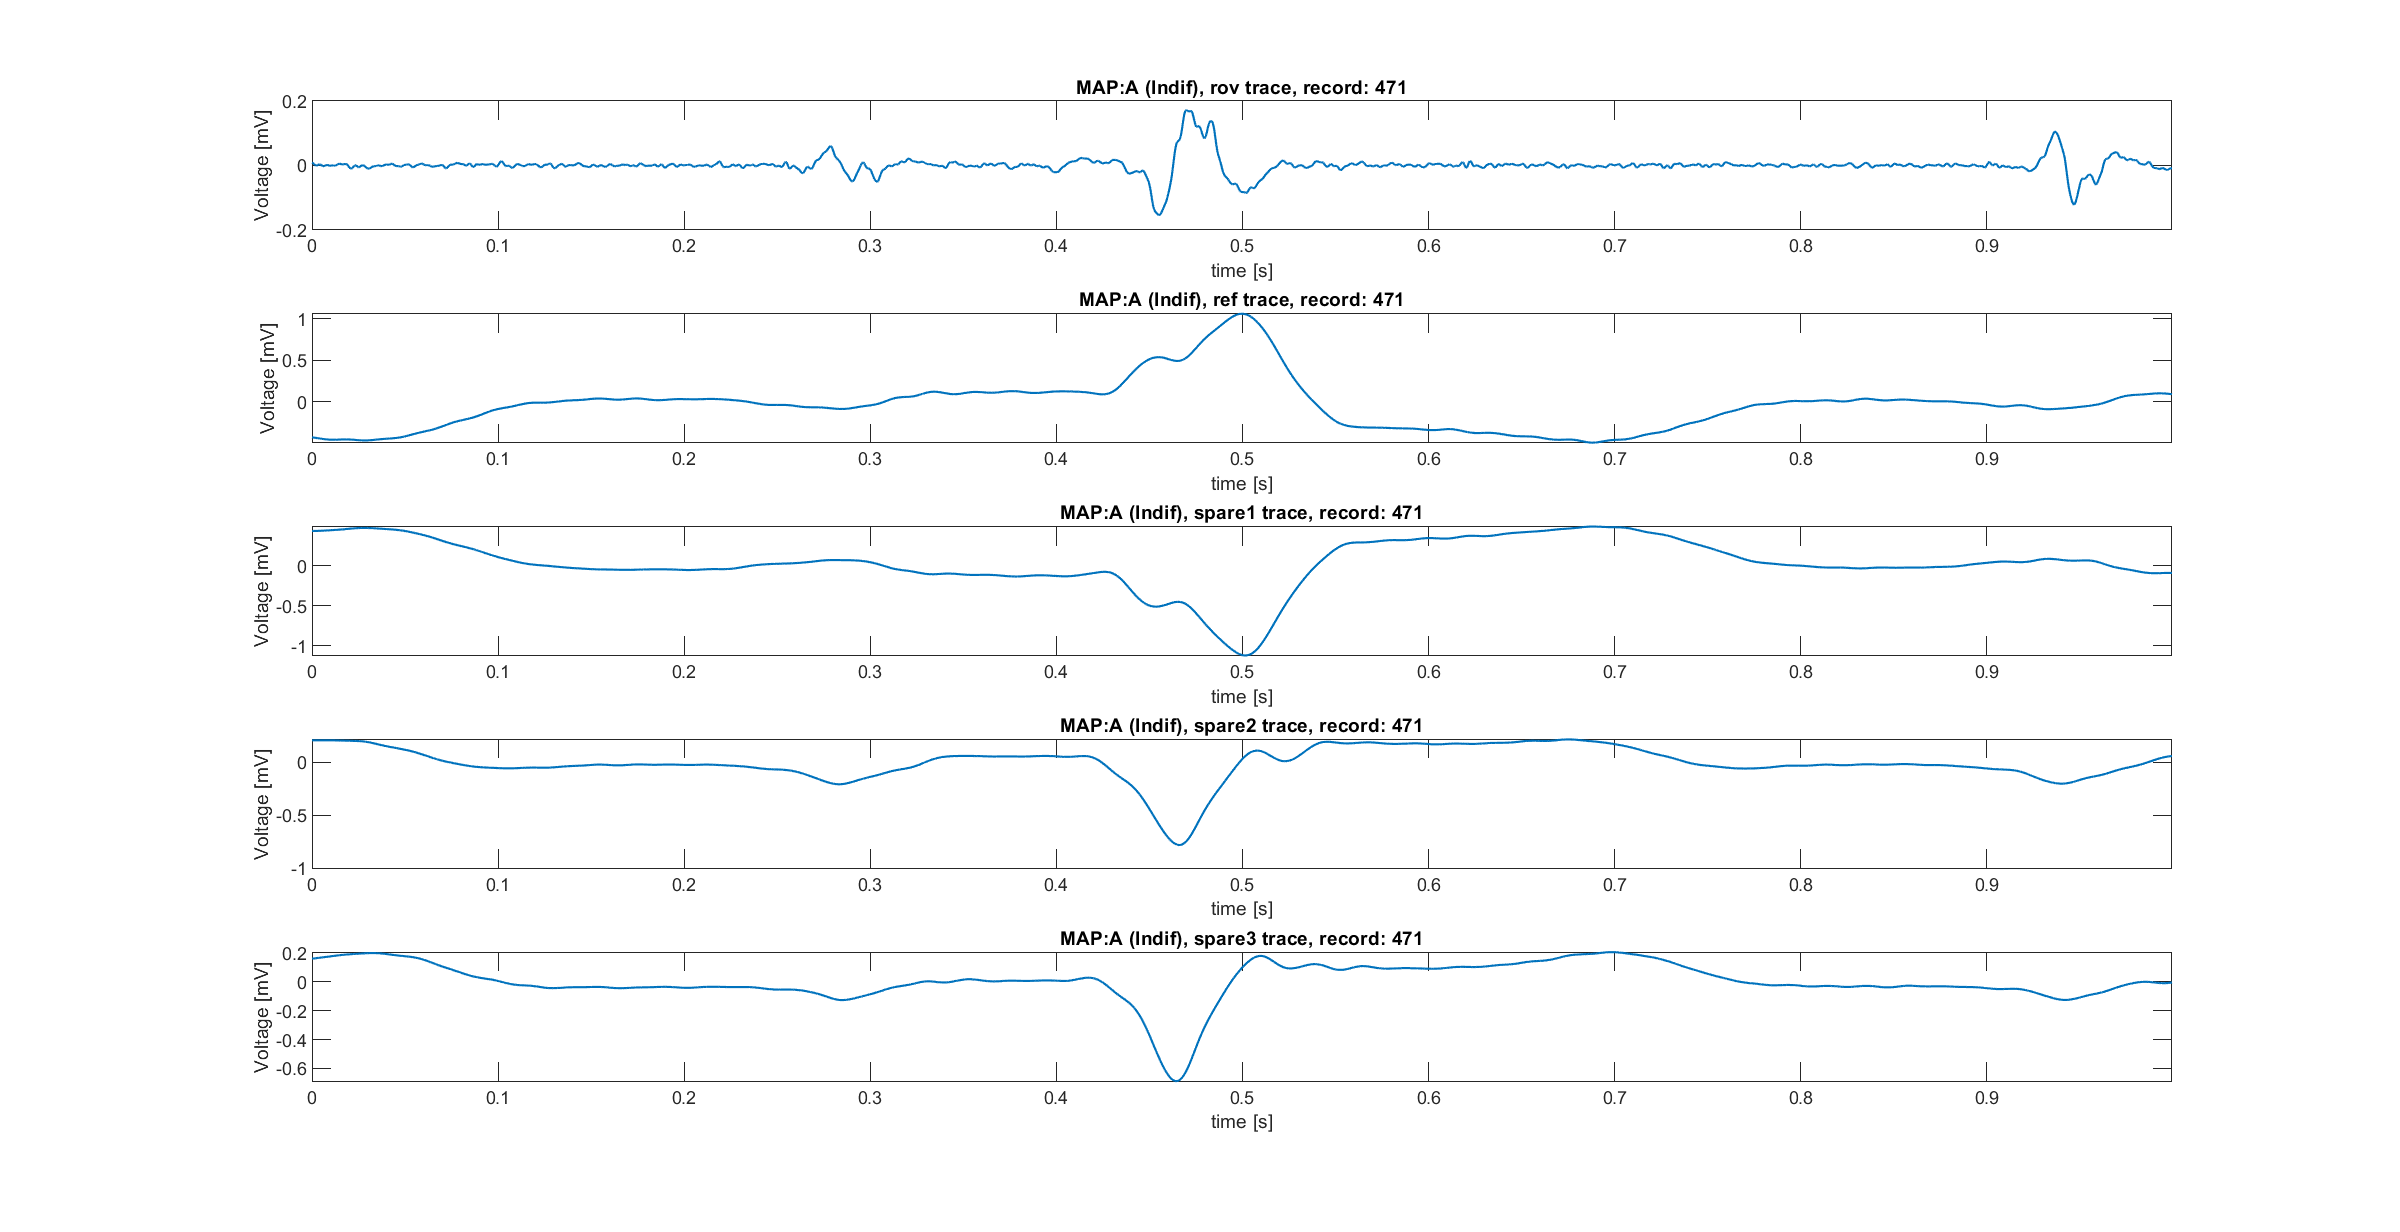 MAP:A (Indif), rov trace, record: 471
Voltage [mV]
0.2
0
-0.2
0 0.1 0.2 0.3 0.4 0.5 0.6 0.7 0.8 0.9
time [s]
MAP:A (Indif), ref trace, record: 471
Voltage [mV]
1
0.5
0
0 0.1 0.2 0.3 0.4 0.5 0.6 0.7 0.8 0.9
time [s]
MAP:A (Indif), spare1 trace, record: 471
Voltage [mV]
0
-0.5
-1
0 0.1 0.2 0.3 0.4 0.5 0.6 0.7 0.8 0.9
time [s]
MAP:A (Indif), spare2 trace, record: 471
Voltage [mV]
0
-0.5
-1
0 0.1 0.2 0.3 0.4 0.5 0.6 0.7 0.8 0.9
time [s]
MAP:A (Indif), spare3 trace, record: 471
Voltage [mV]
0.2
0
-0.2
-0.4
-0.6
0 0.1 0.2 0.3 0.4 0.5 0.6 0.7 0.8 0.9
time [s]